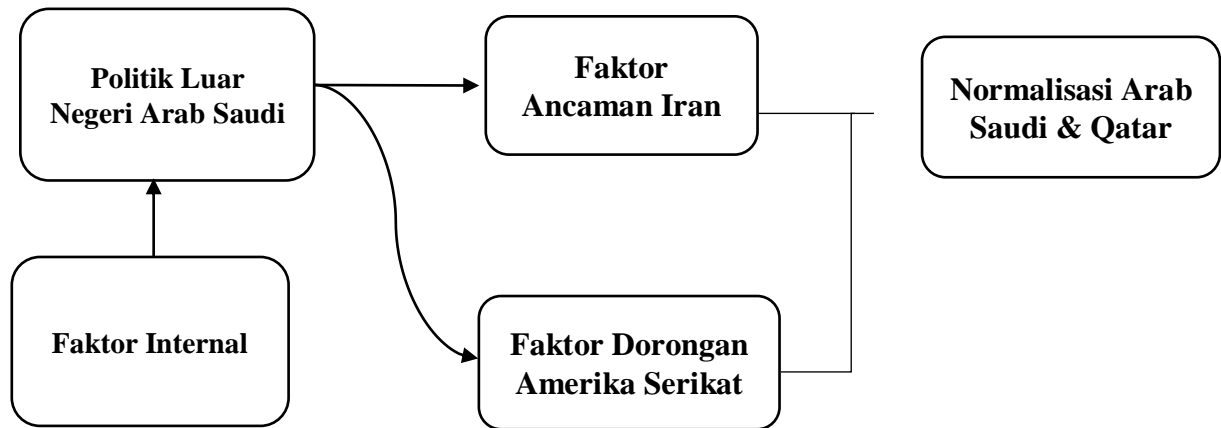 Politik Luar
Negeri Arab Saudi
Faktor
Ancaman Iran
Normalisasi Arab
Saudi & Qatar
Faktor Internal
Faktor Dorongan
Amerika Serikat